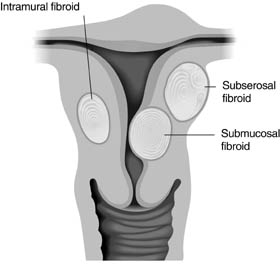 Intramural fibroid
Subserosal
fibroid
Submucosal
fibroid